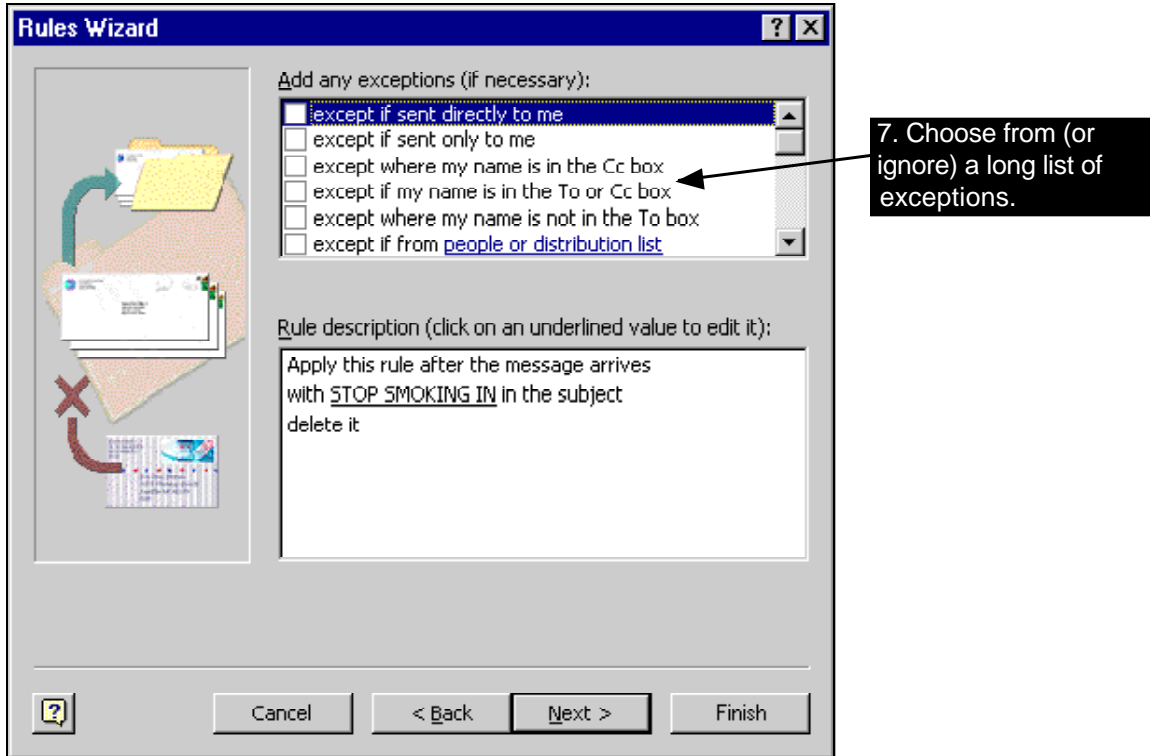 Rules Wizard
Add any exceptions (if necessary):
except if sent directly to me
except if sent only to me
except where my name is in the Cc box
except if my name is in the To or Cc box
except where my name is not in the To box
except if from people or distribution list
7. Choose from (or
ignore) a long list of
exceptions.
Rule description (click on an underlined value to edit it):
Apply this rule after the message arrives
with STOP SMOKING IN in the subject
delete it
Cancel
< Back
Next >
Finish